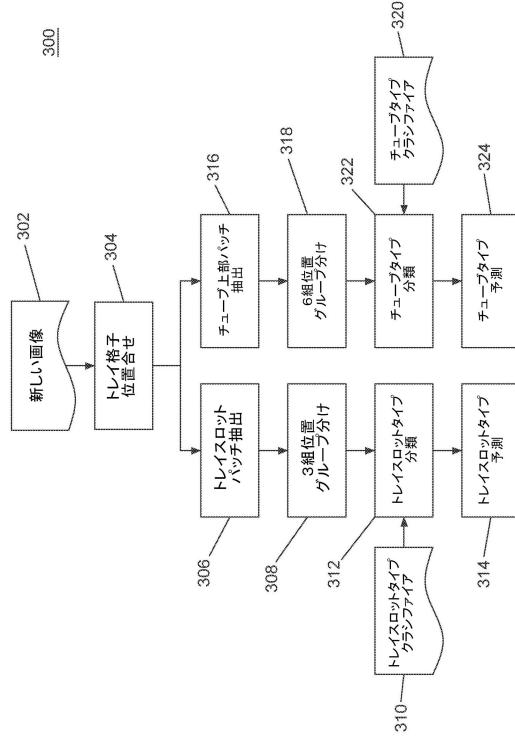 300
302
新しい画像
304
トレイ格子
位置合せ
306
トレイスロット
パッチ抽出
316
チューブ上部パッチ
抽出
308
3組位置
グループ分け
318
6組位置
グループ分け
310
トレイスロットタイプ
クラシファイア
312
トレイスロットタイプ
分類
322
チューブタイプ
分類
320
チューブタイプ
クラシファイア
314
トレイスロットタイプ
予測
324
チューブタイプ
予測